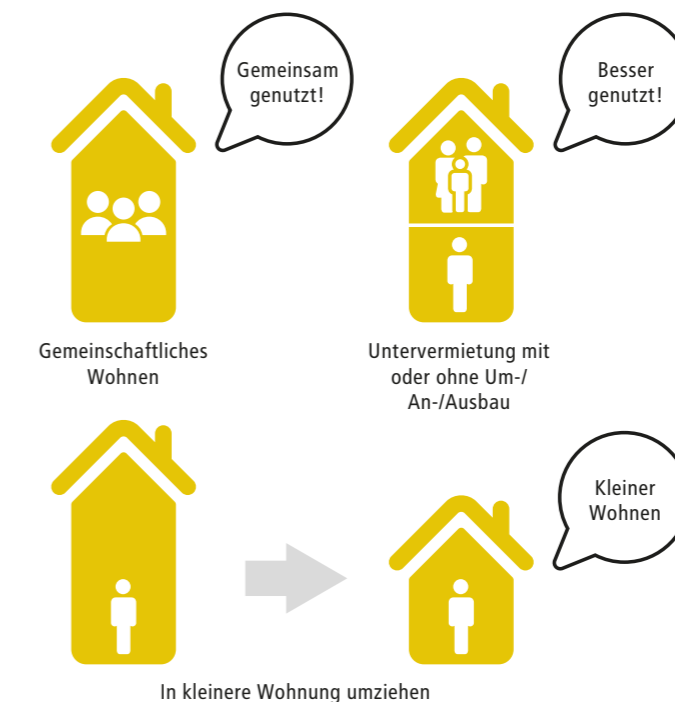 Gemeinsam
genutzt!
Besser
genutzt!
Gemeinschaftliches
Wohnen
Untervermietung mit
oder ohne Um-/
An-/Ausbau
Kleiner
Wohnen
In kleinere Wohnung umziehen